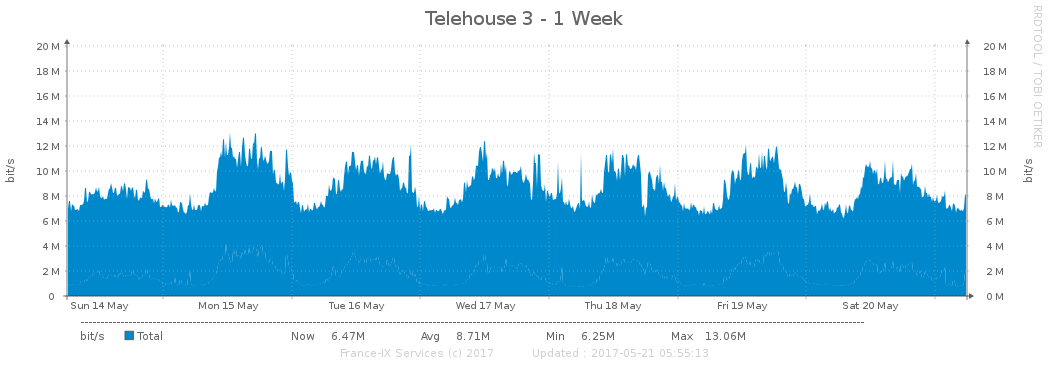 Telehouse 3 - 1 Week
RRDTOOL / TOBI OETIKER
20 M 20 M
18 M 18 M
16 M 16 M
14 M 14 M
12 M 12 M
10 M 10 M
8 M 8 M
6 M 6 M
4 M 4 M
2 M 2 M
0 0 M
bit/s bit/s
Sun 14 May Mon 15 May Tue 16 May Wed 17 May Thu 18 May Fri 19 May Sat 20 May
bit/s Total Now 6.47M Avg 8.71M Min 6.25M Max 13.06M
France-IX Services (c) 2017 Updated : 2017-05-21 05:55:13